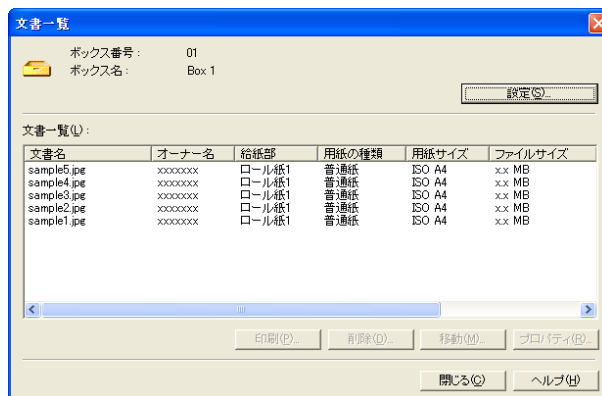 文書一覧
ボックス番号: 01
ボックス名: Box 1
設定(S)...
文書一覧(L):
文書名 オーナー名 給紙部 用紙の種類 用紙サイズ ファイルサイズ
sample5.jpg xxxxxxx ロール紙1 普通紙 ISO A4 x.x MB
sample4.jpg xxxxxxx ロール紙1 普通紙 ISO A4 x.x MB
sample3.jpg xxxxxxx ロール紙1 普通紙 ISO A4 x.x MB
sample2.jpg xxxxxxx ロール紙1 普通紙 ISO A4 x.x MB
sample1.jpg xxxxxxx ロール紙1 普通紙 ISO A4 x.x MB
印刷(P)... 削除(D)... 移動(M)... プロパティ(R)...
閉じる(C) ヘルプ(H)